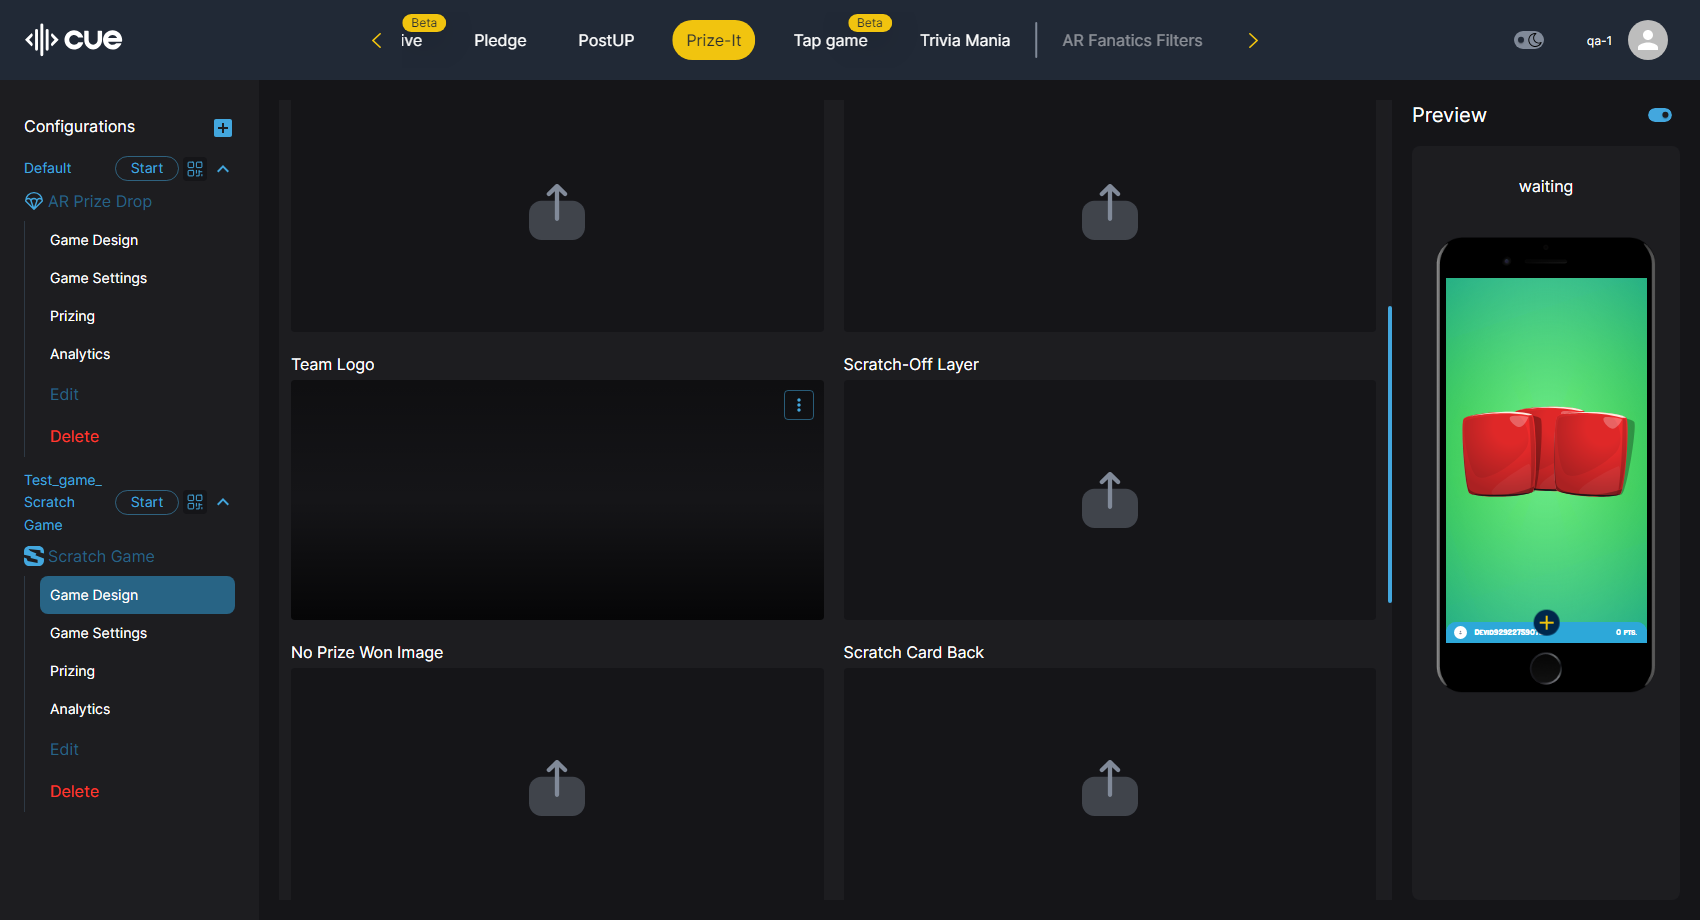 cue
Beta
ive
Pledge
PostUP
Prize-It
Beta
Tap game
Trivia Mania
AR Fanatics Filters
qa-1
Configurations
Default
Start
AR Prize Drop
Game Design
Game Settings
Prizing
Analytics
Edit
Delete
Test_game_
Scratch
Game
Start
Scratch Game
Game Design
Game Settings
Prizing
Analytics
Edit
Delete
Team Logo
Scratch-Off Layer
No Prize Won Image
Scratch Card Back
Preview
waiting
0 PTS.